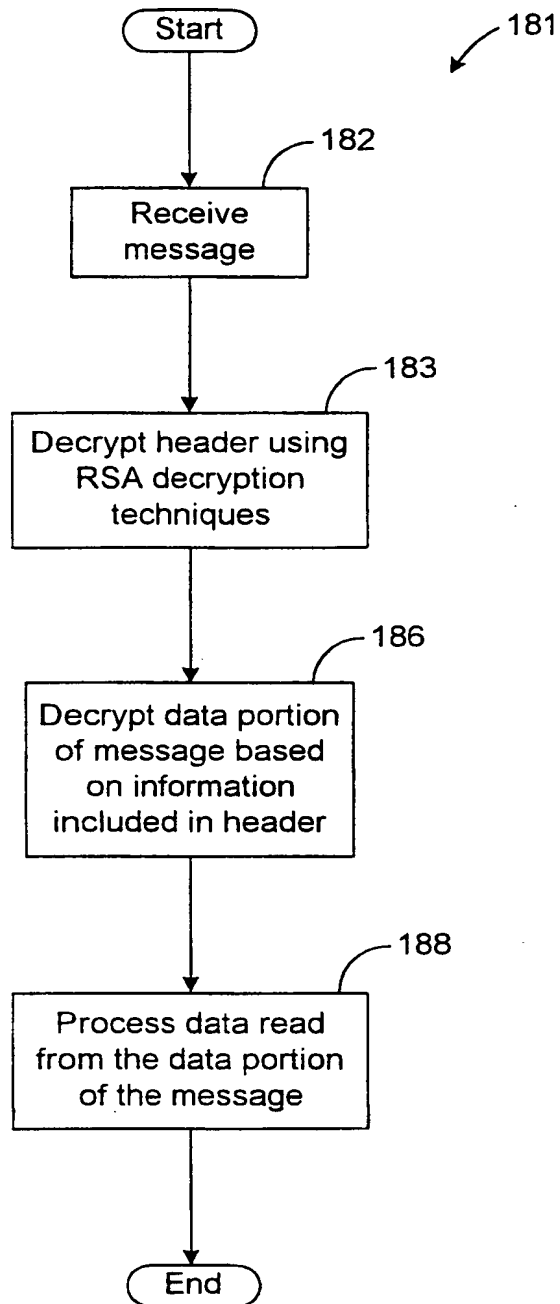 Start
181
182
Receive
message
183
Decrypt header using
RSA decryption
techniques
186
Decrypt data portion
of message based
on information
included in header
188
Process data read
from the data portion
of the message
End